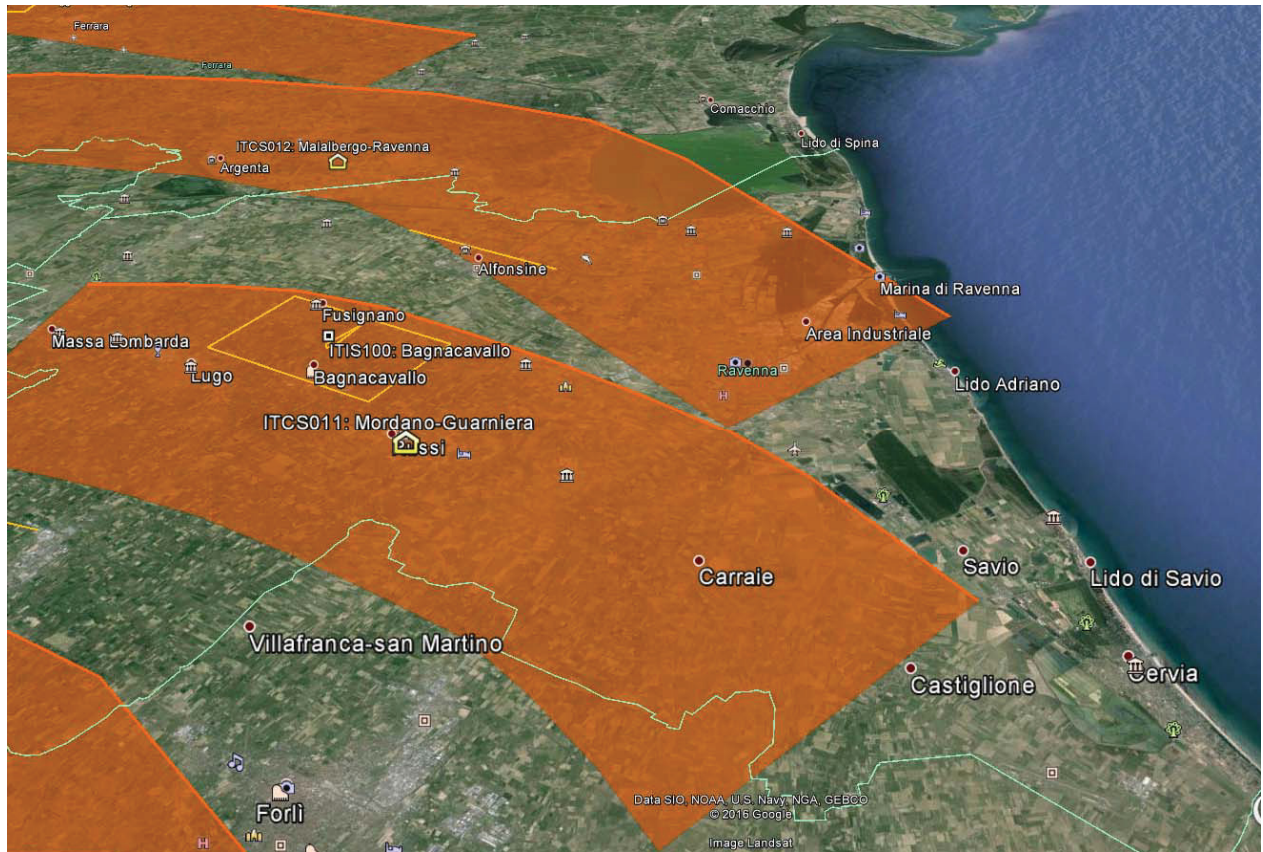 Ferrara
Ferrara
Comacchio
Lido di Spina
ITCS012: Malalbergo-Ravenna
Argenta
Alfonsine
Marina di Ravenna
Fusignano
Area Industriale
Massa Lombarda
ITIS100: Bagnacavallo
Lugo
Bagnacavallo
Ravenna
Lido Adriano
H
ITCS011: Mordano-Guarniera
Savio
Lido di Savio
Carraie
Villafranca-san Martino
Castiglione
Cervia
Forlì
H
Data SIO, NOAA, U.S. Navy, NGA, GEBCO
© 2016 Google
Image Landsat